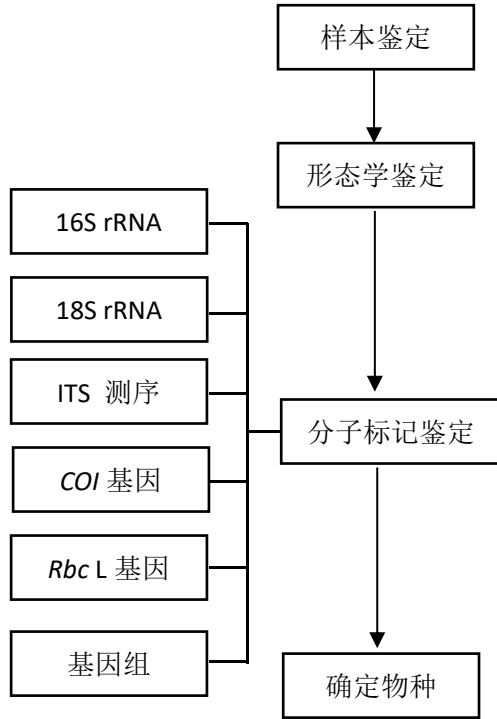 样本鉴定
形态学鉴定
16S rRNA
18S rRNA
ITS 测序
分子标记鉴定
COI 基因
Rbc L 基因
基因组
确定物种